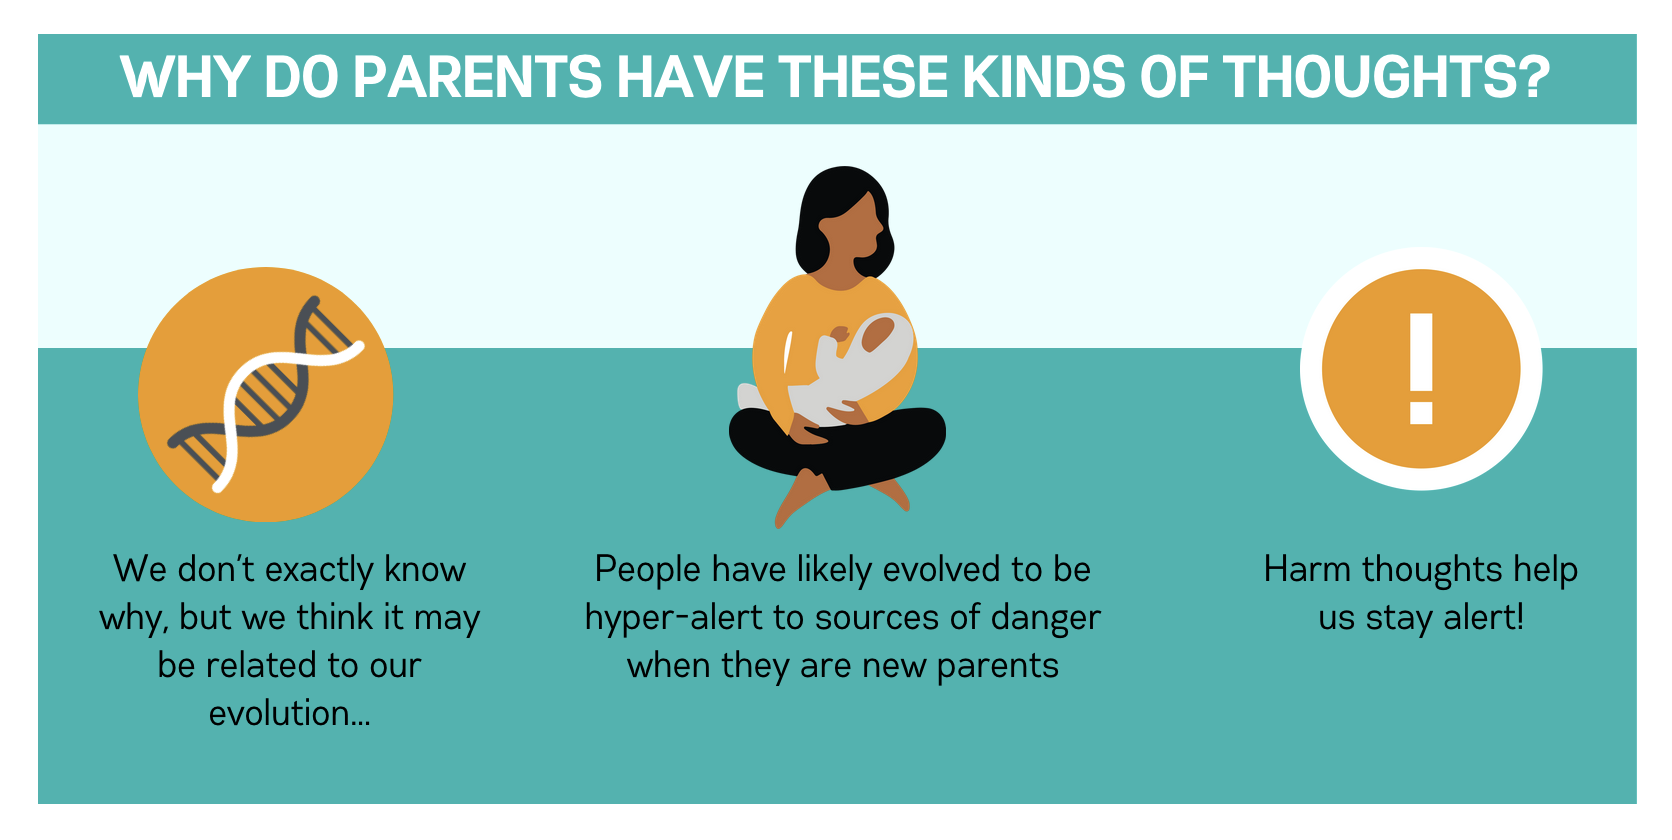 WHY DO PARENTS HAVE THESE KINDS OF THOUGHTS?
We don't exactly know
why, but we think it may
be related to our
evolution...
People have likely evolved to be
hyper-alert to sources of danger
when they are new parents
Harm thoughts help
us stay alert!